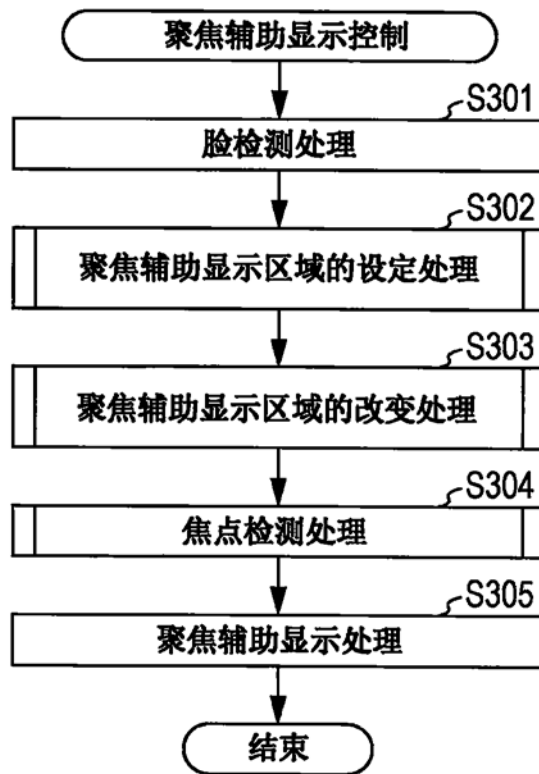 聚焦辅助显示控制
S301
脸检测处理
S302
聚焦辅助显示区域的设定处理
S303
聚焦辅助显示区域的改变处理
S304
焦点检测处理
S305
聚焦辅助显示处理
结束